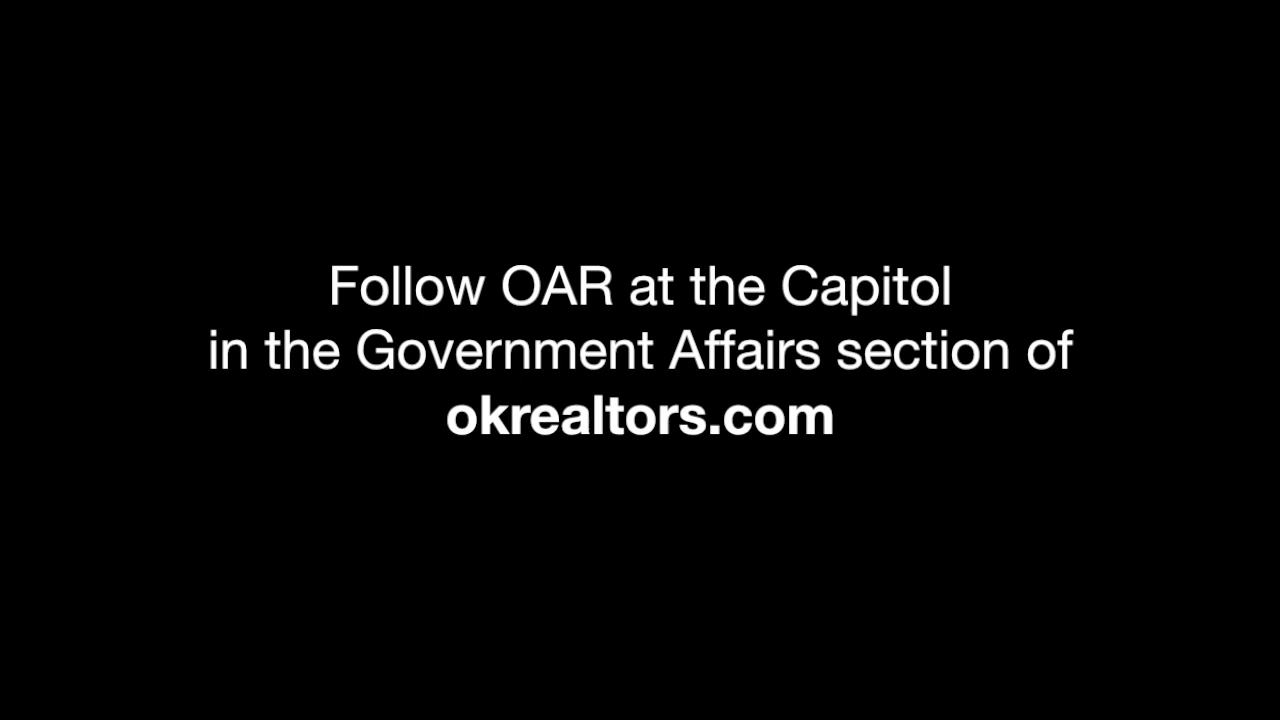 Follow OAR at the Capitol
in the Government Affairs section of
okrealtors.com